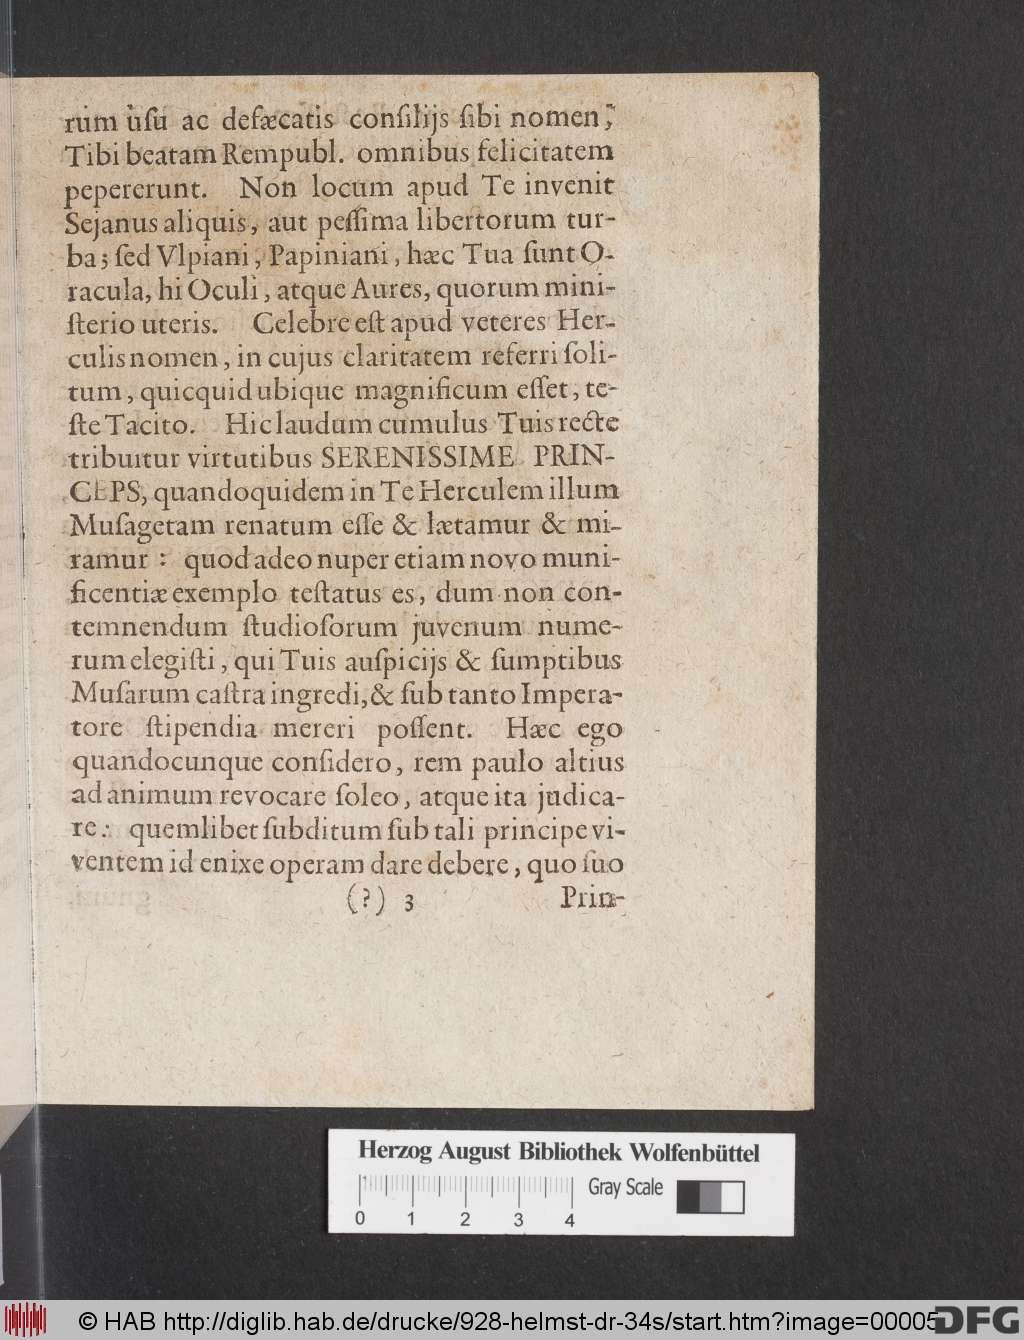 rum uſu ac defæcatis conſilijs ſibi nomen,
Tibi beatam Rempubl. omnibus felicitatem
pepererunt. Non locum apud Te invenit
Sejanus aliquis, aut peſſima libertorum tur-
ba; ſed Vlpiani, Papiniani, hæc Tua ſunt O-
racula, hi Oculi, atque Aures, quorum mini-
ſterio uteris. Celebre eſt apud veteres Her-
culis nomen, in cujus claritatem referri ſoli-
tum, quicquid ubique magnificum eſſet, te-
ſte Tacito. Hic laudum cumulus Tuis recte
tribuitur virtutibus SERENISSIME PRIN-
CEPS, quandoquidem in Te Herculem illum
Muſagetam renatum eſſe & lætamur & mi-
ramur : quod adeo nuper etiam novo muni-
ficentiæ exemplo teſtatus es, dum non con-
temnendum ſtudioſorum juvenum nume-
rum elegiſti, qui Tuis auſpicijs & ſumptibus
Muſarum caſtra ingredi, & ſub tanto Impera-
tore ſtipendia mereri poſſent. Hæc ego
quandocunque conſidero, rem paulo altius
ad animum revocare ſoleo, atque ita judica-
re: quemlibet ſubditum ſub tali principe vi-
ventem id enixe operam dare debere, quo ſuo
(?) 3 Prin-
Herzog August Bibliothek Wolfenbüttel
Gray Scale
0 1 2 3 4
© HAB http://diglib.hab.de/drucke/928-helmst-dr-34s/start.htm?image=00005
DFG